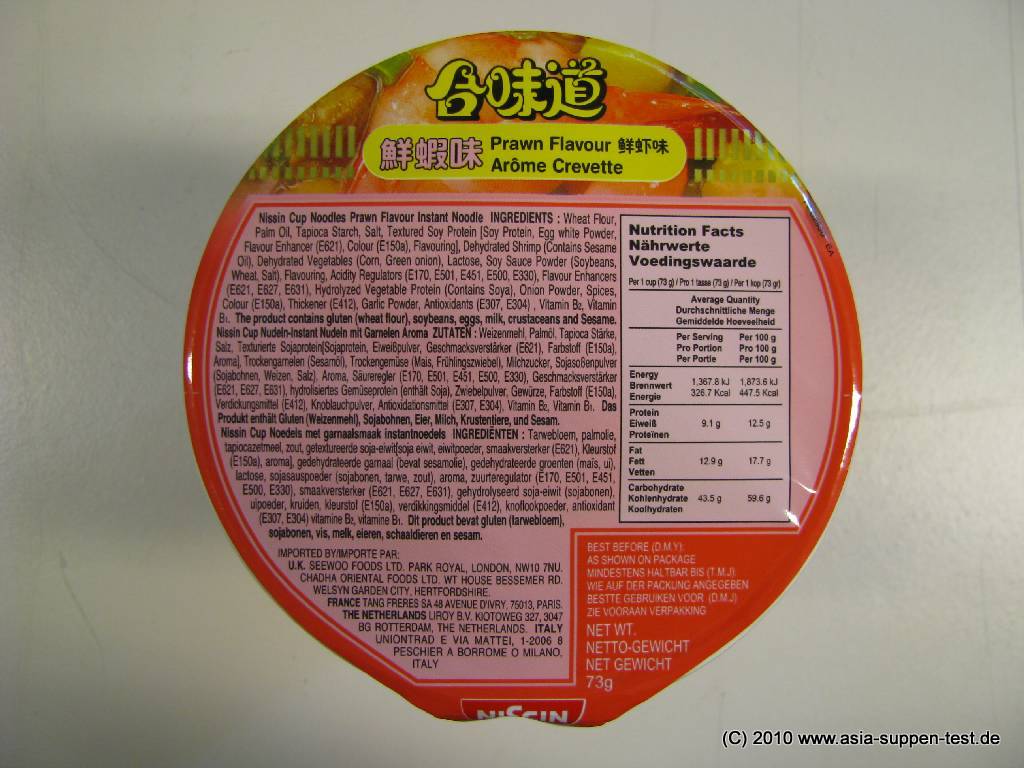 合味道
鮮蝦味 Prawn Flavour 鲜虾味
Arôme Crevette
Nissin Cup Noodles Prawn Flavour Instant Noodle INGREDIENTS : Wheat Flour,
Palm Oil, Tapioca Starch, Salt, Textured Soy Protein [Soy Protein, Egg white Powder,
Flavour Enhancer (E621), Colour (E150a), Flavouring], Dehydrated Shrimp (Contains Sesame
Oil), Dehydrated Vegetables (Corn, Green onion), Lactose, Soy Sauce Powder (Soybeans,
Wheat, Salt), Flavouring, Acidity Regulators (E170, E501, E451, E500, E330), Flavour Enhancers
(E621, E627, E631), Hydrolyzed Vegetable Protein (Contains Soya), Onion Powder, Spices,
Colour (E150a), Thickener (E412), Garlic Powder, Antioxidants (E307, E304) , Vitamin B2, Vitamin
B1. The product contains gluten (wheat flour), soybeans, eggs, milk, crustaceans and Sesame.
Nissin Cup Nudeln-Instant Nudeln mit Garnelen Aroma ZUTATEN : Weizenmehl, Palmöl, Tapioca Stärke,
Salz, Texturierte Sojaprotein[Sojaprotein, Eiweißpulver, Geschmacksverstärker (E621), Farbstoff (E150a),
Aroma], Trockengarnelen (Sesamöl), Trockengemüse (Mais, Frühlingszwiebel), Milchzucker, Sojasoßenpulver
(Sojabohnen, Weizen, Salz), Aroma, Säureregler (E170, E501, E451, E500, E330), Geschmacksverstärker
(E621, E627, E631), hydrolisiertes Gemüseprotein (enthält Soja), Zwiebelpulver, Gewürze, Farbstoff (E150a),
Verdickungsmittel (E412), Knoblauchpulver, Antioxidationsmittel (E307, E304), Vitamin B2, Vitamin B1. Das
Produkt enthält Gluten (Weizenmehl), Sojabohnen, Eier, Milch, Krustentiere, und Sesam.
Nissin Cup Noedels met garnaalsmaak instantnoedels INGREDIËNTEN : Tarwebloem, palmolie,
tapiocazetmeel, zout, getextureerde soja-eiwit[soja eiwit, eiwitpoeder, smaakversterker (E621), Kleurstof
(E150a), aroma], gedehydrateerde garnaal (bevat sesamolie), gedehydrateerde groenten (maïs, ui),
lactose, sojasauspoeder (sojabonen, tarwe, zout), aroma, zuurteregulator (E170, E501, E451,
E500, E330), smaakversterker (E621, E627, E631), gehydrolyseerd soja-eiwit (sojabonen),
uipoeder, kruiden, kleurstof (E150a), verdikkingsmiddel (E412), knoflookpoeder, antioxidant
(E307, E304) vitamine B2, vitamine B1. Dit product bevat gluten (tarwebloem),
sojabonen, vis, melk, eieren, schaaldieren en sesam.
IMPORTED BY/IMPORTE PAR:
U.K. SEEWOO FOODS LTD. PARK ROYAL, LONDON, NW10 7NU.
CHADHA ORIENTAL FOODS LTD. WT HOUSE BESSEMER RD.
WELSYN GARDEN CITY, HERTFORDSHIRE.
FRANCE TANG FRERES SA 48 AVENUE D'IVRY, 75013, PARIS.
THE NETHERLANDS LIROY B.V. KIOTOWEG 327, 3047
BG ROTTERDAM, THE NETHERLANDS. ITALY
UNIONTRAD E VIA MATTEI, 1-2006 8
PESCHIER A BORROME O MILANO,
ITALY
Nutrition Facts
Nährwerte
Voedingswaarde
Per 1 cup (73 g) / Pro 1 tasse (73 g) / Per 1 kop (73 gr)
Average Quantity
Durchschnittliche Menge
Gemiddelde Hoeveelheid
Per Serving Per 100 g
Pro Portion Pro 100 g
Per Portie Per 100 g
Energy
Brennwert 1,367.8 kJ 1,873.6 kJ
Energie 326.7 Kcal 447.5 Kcal
Protein
Eiweiß 9.1 g 12.5 g
Proteïnen
Fat
Fett 12.9 g 17.7 g
Vetten
Carbohydrate
Kohlenhydrate 43.5 g 59.6 g
Koolhydraten
BEST BEFORE (D.M.Y):
AS SHOWN ON PACKAGE
MINDESTENS HALTBAR BIS (T.M.J):
WIE AUF DER PACKUNG ANGEGEBEN
BESTTE GEBRUIKEN VOOR (D.M.J)
ZIE VOORAAN VERPAKKING
NET WT.
NETTO-GEWICHT
NET GEWICHT
73g
NISSIN
(C) 2010 www.asia-suppen-test.de